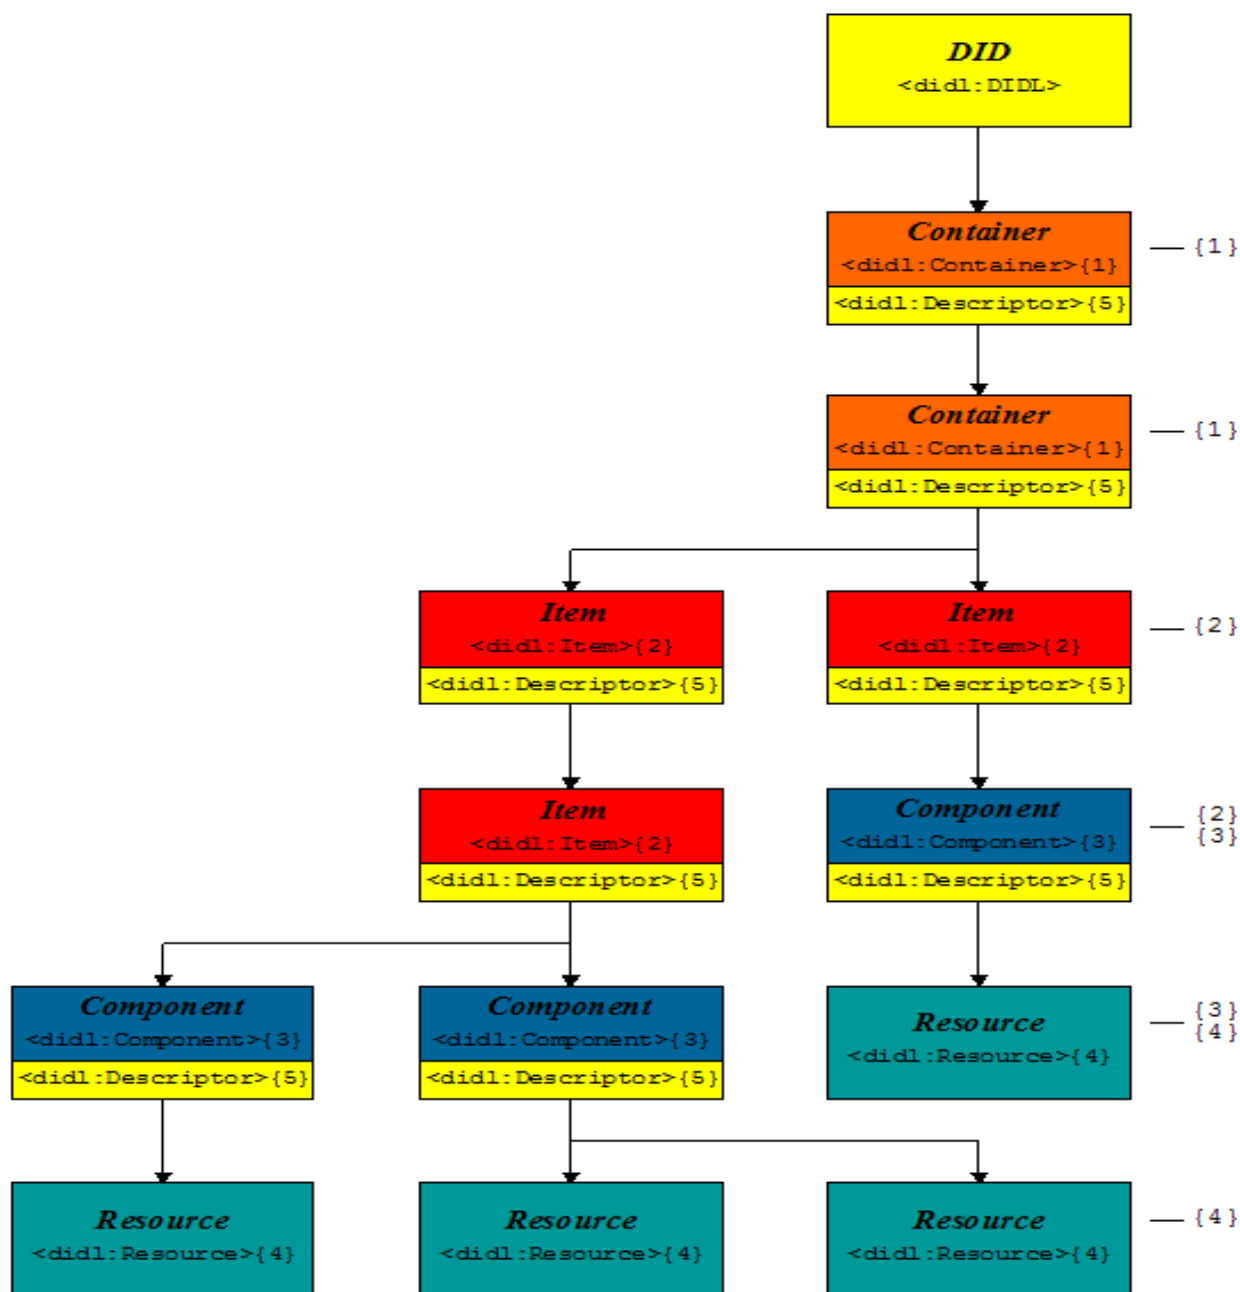 DID
<didl:DIDL>
Container
<didl:Container>{1}
<didl:Descriptor>{5}
{1}
Container
<didl:Container>{1}
<didl:Descriptor>{5}
{1}
Item
<didl:Item>{2}
<didl:Descriptor>{5}
Item
<didl:Item>{2}
<didl:Descriptor>{5}
{2}
Item
<didl:Item>{2}
<didl:Descriptor>{5}
Component
<didl:Component>{3}
<didl:Descriptor>{5}
{2}
{3}
Component
<didl:Component>{3}
<didl:Descriptor>{5}
Component
<didl:Component>{3}
<didl:Descriptor>{5}
Resource
<didl:Resource>{4}
{3}
{4}
Resource
<didl:Resource>{4}
Resource
<didl:Resource>{4}
Resource
<didl:Resource>{4}
{4}